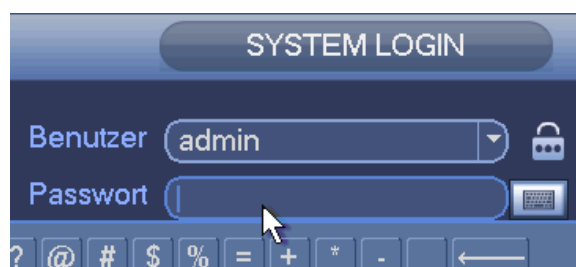 SYSTEM LOGIN
Benutzer admin
Passwort
? @ # $ % = + * -